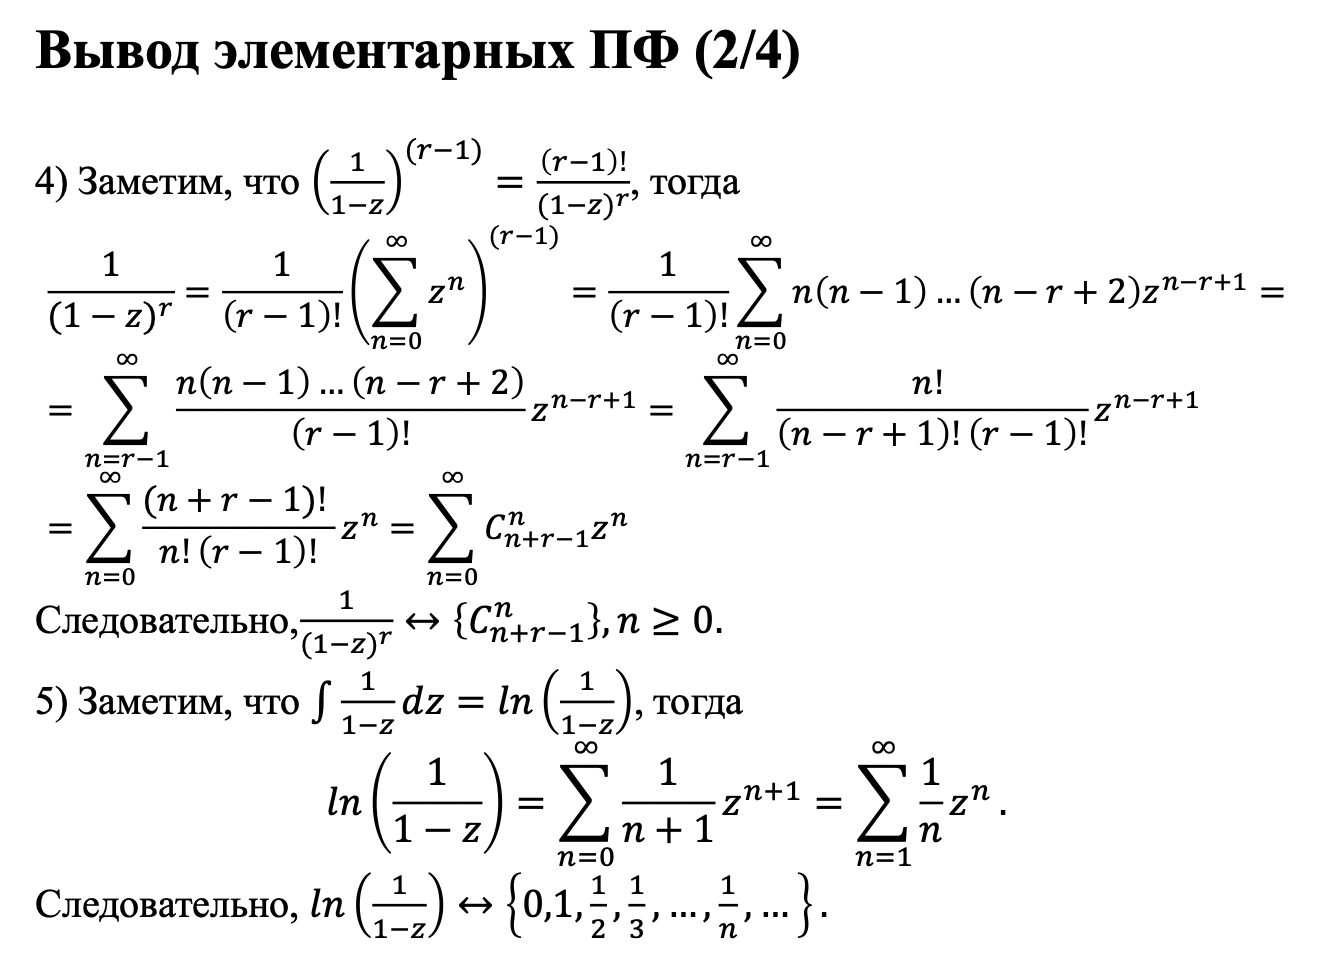 Вывод элементарных ПФ (2/4)
4) Заметим, что (1/(1−z))^(r−1) = (r−1)!/(1−z)^r, тогда
1/(1 − z)^r = 1/(r − 1)! (∑_{n=0}^{∞} z^n)^(r−1) = 1/(r − 1)! ∑_{n=0}^{∞} n(n − 1) … (n − r + 2)z^{n−r+1} =
= ∑_{n=r−1}^{∞} n(n − 1) … (n − r + 2)/(r − 1)! z^{n−r+1} = ∑_{n=r−1}^{∞} n!/((n − r + 1)! (r − 1)!) z^{n−r+1}
= ∑_{n=0}^{∞} (n + r − 1)!/(n! (r − 1)!) z^n = ∑_{n=0}^{∞} C_{n+r−1}^{n} z^n
Следовательно, 1/(1−z)^r ↔ {C_{n+r−1}^{n}}, n ≥ 0.
5) Заметим, что ∫ 1/(1−z) dz = ln (1/(1−z)), тогда
ln (1/(1 − z)) = ∑_{n=0}^{∞} 1/(n + 1) z^{n+1} = ∑_{n=1}^{∞} 1/n z^n .
Следовательно, ln (1/(1−z)) ↔ {0,1, 1/2, 1/3, …, 1/n, … } .